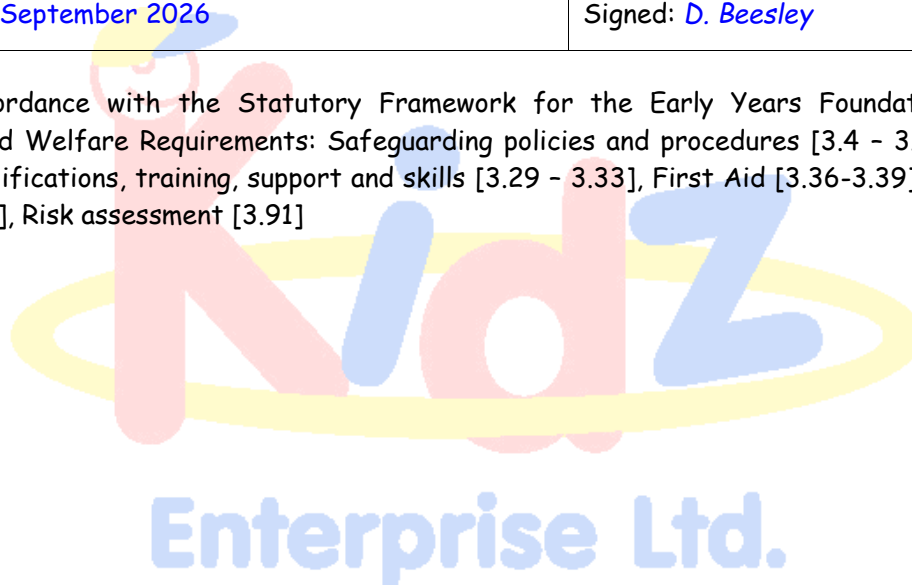 September 2026 Signed: D. Beesley
ordance with the Statutory Framework for the Early Years Foundat
d Welfare Requirements: Safeguarding policies and procedures [3.4 – 3.
ifications, training, support and skills [3.29 – 3.33], First Aid [3.36-3.39]
], Risk assessment [3.91]
Kidz
Enterprise Ltd.